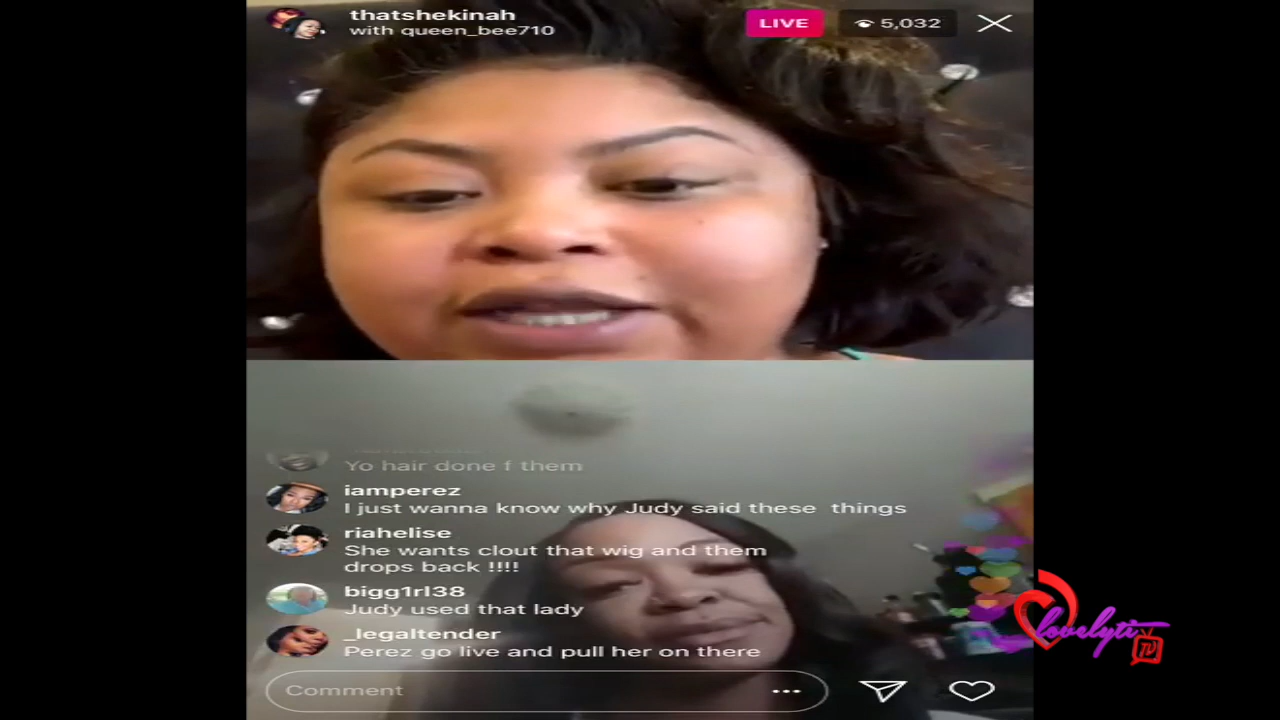 thatshekinah
with queen_bee710
LIVE
5,032
Yo hair done f them
iamperez
I just wanna know why Judy said these things
riahelise
She wants clout that wig and them
drops back !!!!
bigg1rl38
Judy used that lady
_legaltender
Perez go live and pull her on there
Comment
lovelyti
TV